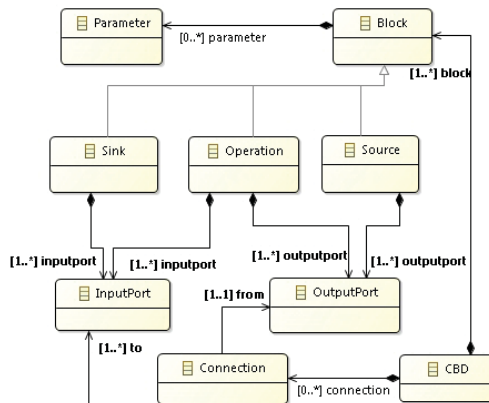 Parameter
Block
[0..*] parameter
[1..*] block
Sink
Operation
Source
[1..*] inputport
[1..*] inputport
[1..*] outputport
[1..*] outputport
InputPort
[1..1] from
OutputPort
[1..*] to
Connection
CBD
[0..*] connection